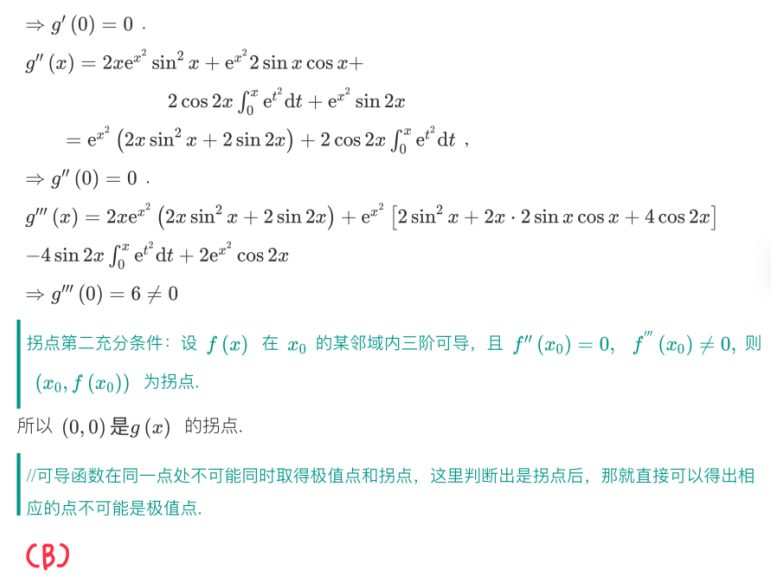 ⇒ g′ (0) = 0 .
g″ (x) = 2xe^{x²} sin² x + e^{x²} 2 sin x cos x+
2 cos 2x ∫₀ˣ e^{t²} dt + e^{x²} sin 2x
= e^{x²} (2x sin² x + 2 sin 2x) + 2 cos 2x ∫₀ˣ e^{t²} dt ,
⇒ g″ (0) = 0 .
g‴ (x) = 2xe^{x²} (2x sin² x + 2 sin 2x) + e^{x²} [2 sin² x + 2x · 2 sin x cos x + 4 cos 2x]
−4 sin 2x ∫₀ˣ e^{t²} dt + 2e^{x²} cos 2x
⇒ g‴ (0) = 6 ≠ 0
拐点第二充分条件：设 f (x) 在 x₀ 的某邻域内三阶可导，且 f″ (x₀) = 0, f‴ (x₀) ≠ 0, 则
(x₀, f (x₀)) 为拐点.
所以 (0, 0) 是g (x) 的拐点.
//可导函数在同一点处不可能同时取得极值点和拐点，这里判断出是拐点后，那就直接可以得出相
应的点不可能是极值点.
(B)